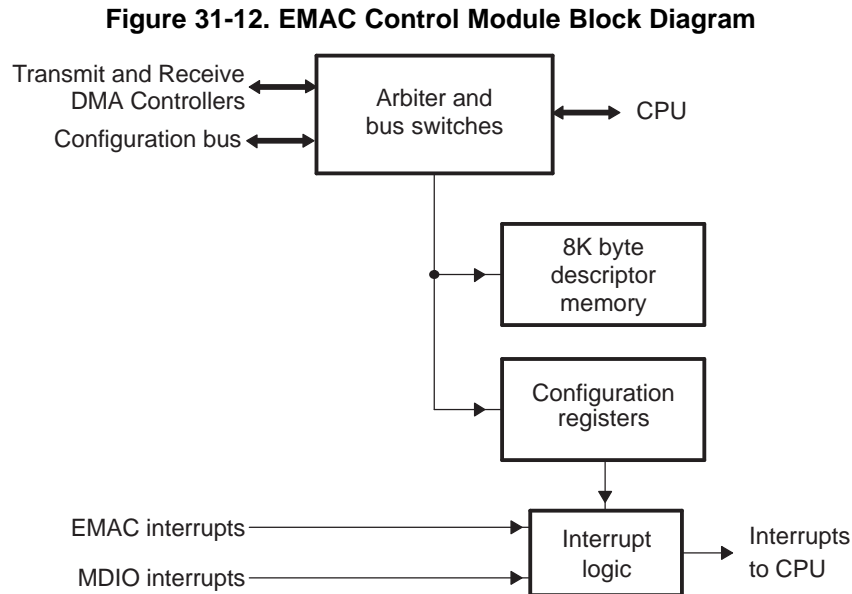 Figure 31-12. EMAC Control Module Block Diagram
Transmit and Receive
DMA Controllers
Configuration bus
Arbiter and
bus switches
CPU
8K byte
descriptor
memory
Configuration
registers
EMAC interrupts
MDIO interrupts
Interrupt
logic
Interrupts
to CPU